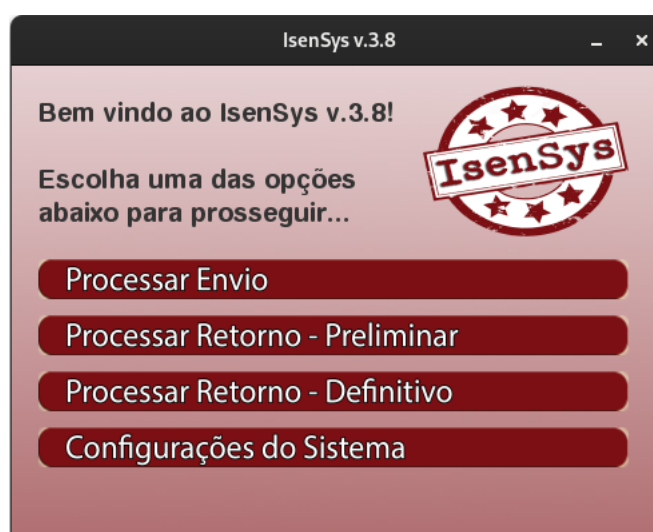 IsenSys v.3.8
Bem vindo ao IsenSys v.3.8!
IsenSys
Escolha uma das opções
abaixo para prosseguir...
Processar Envio
Processar Retorno - Preliminar
Processar Retorno - Definitivo
Configurações do Sistema